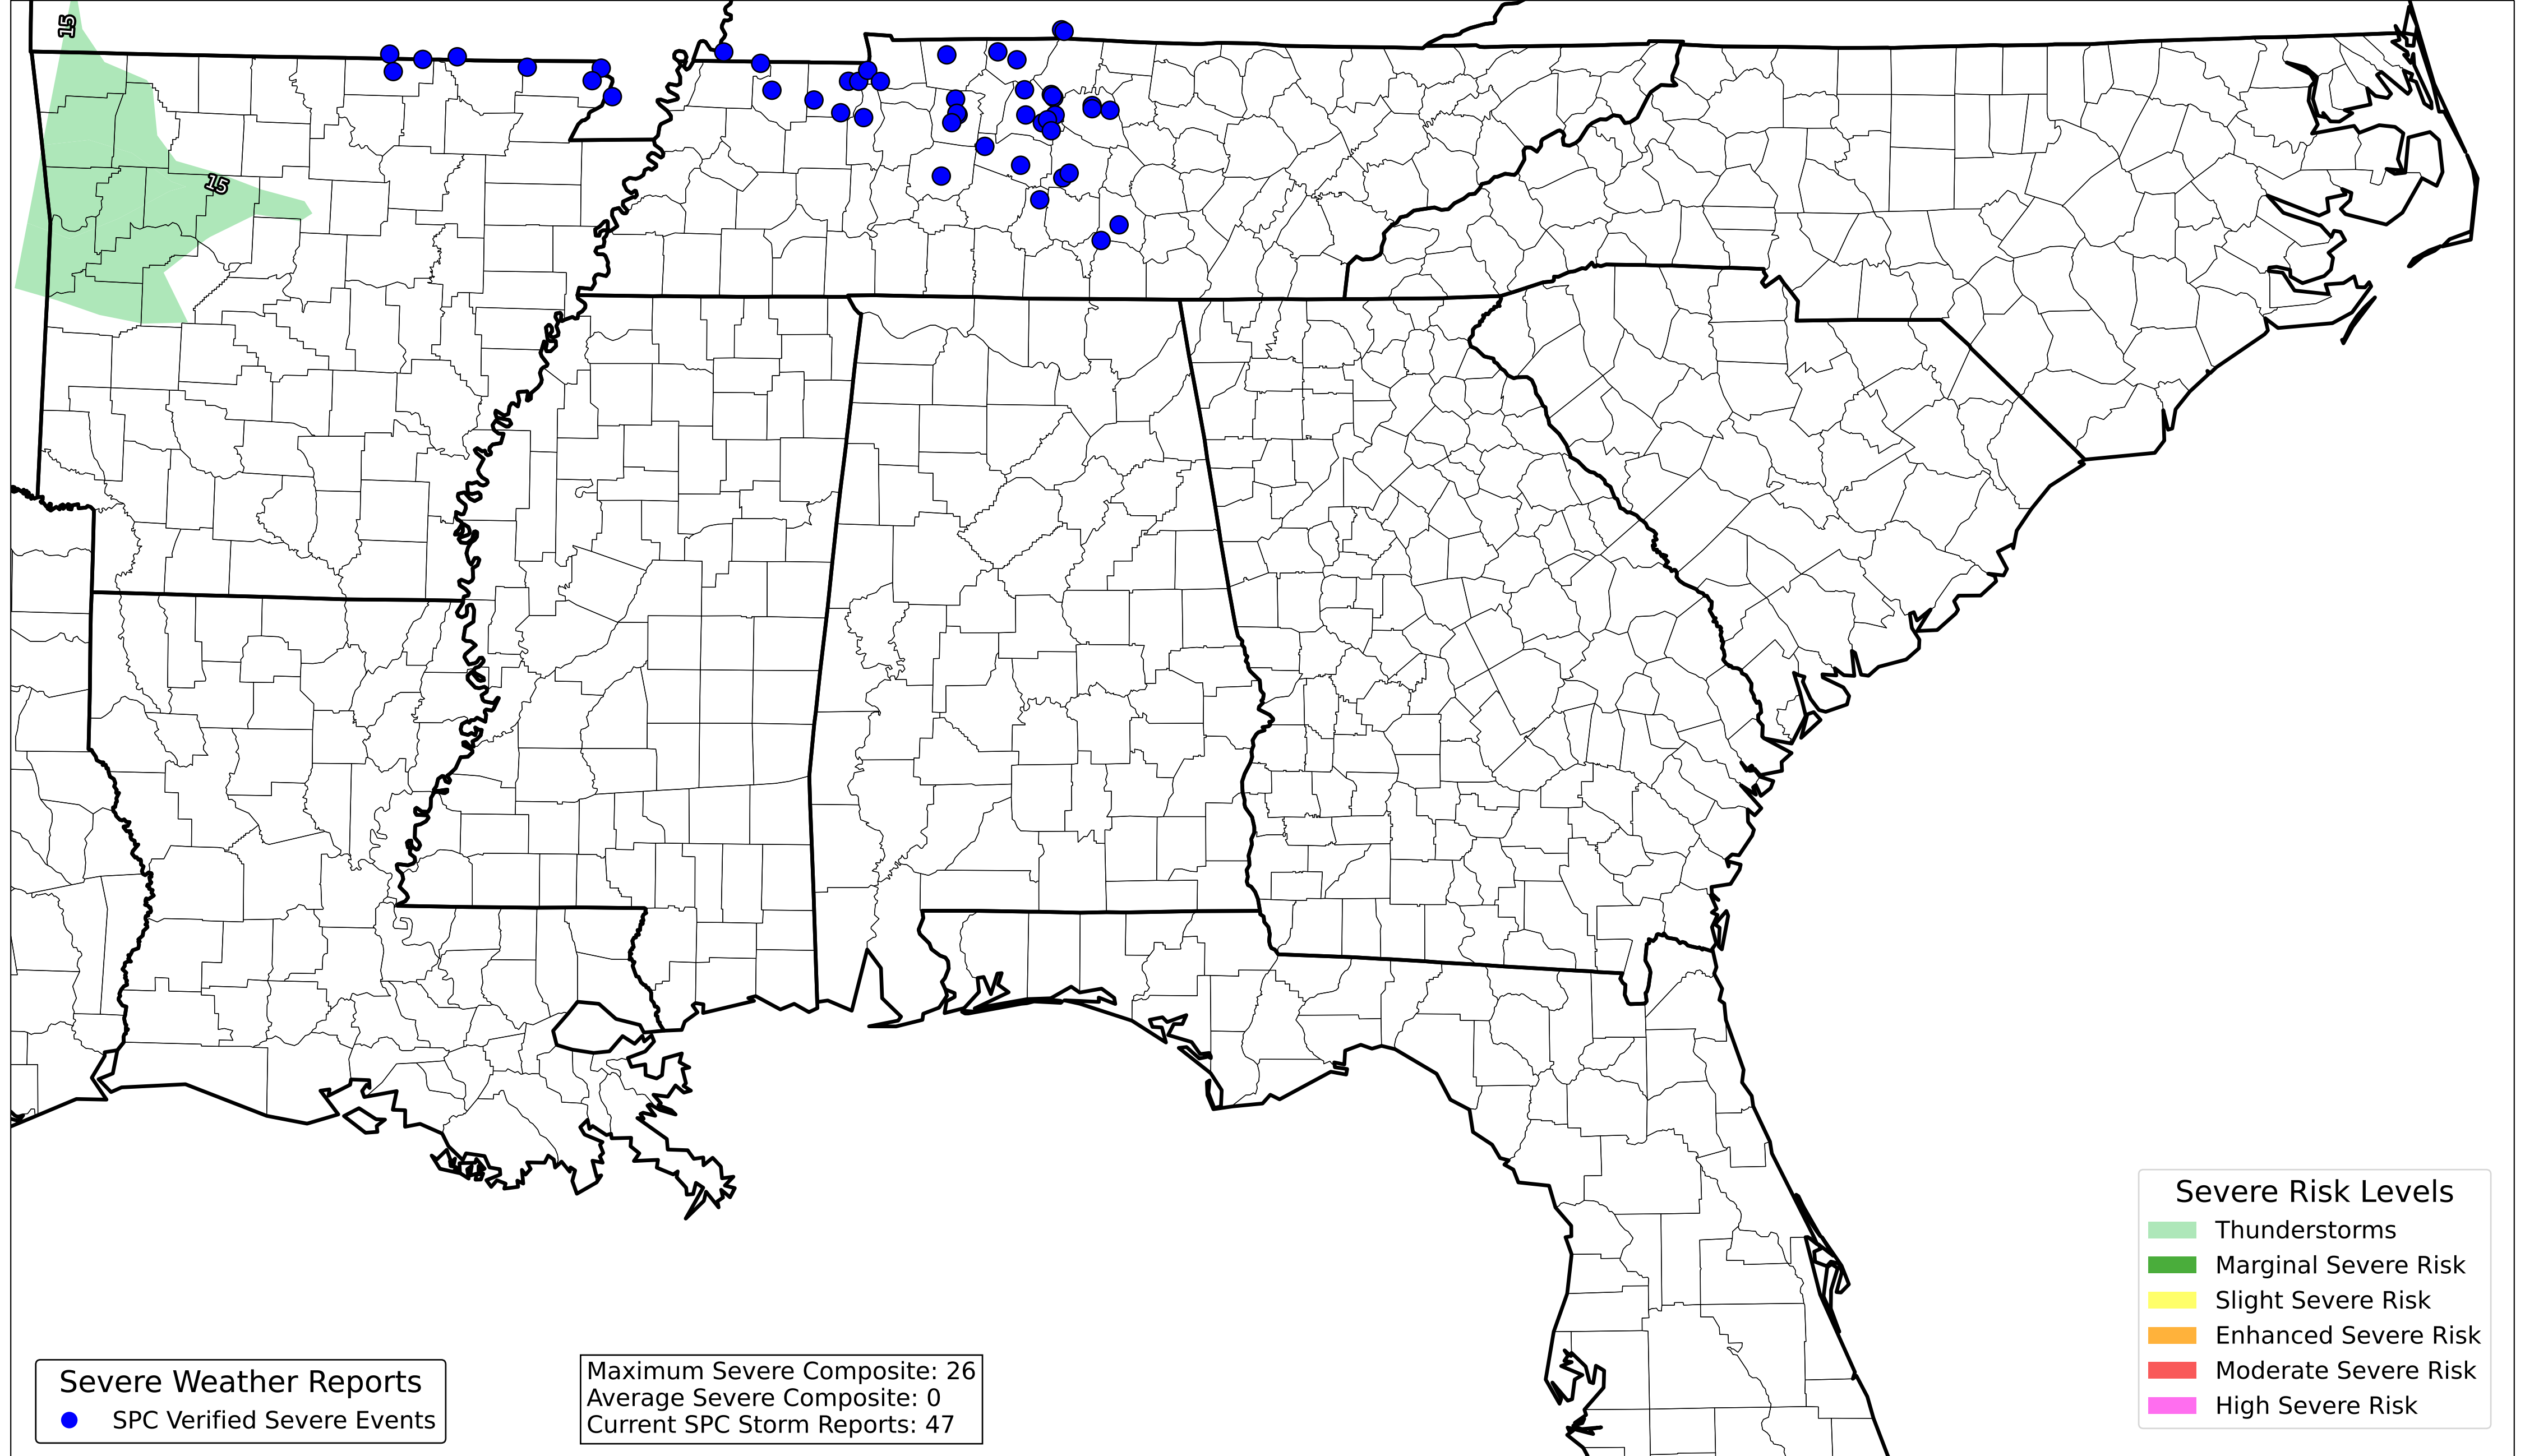 15
15
Severe Risk Levels
Thunderstorms
Marginal Severe Risk
Slight Severe Risk
Enhanced Severe Risk
Moderate Severe Risk
High Severe Risk
Severe Weather Reports
SPC Verified Severe Events
Maximum Severe Composite: 26
Average Severe Composite: 0
Current SPC Storm Reports: 47